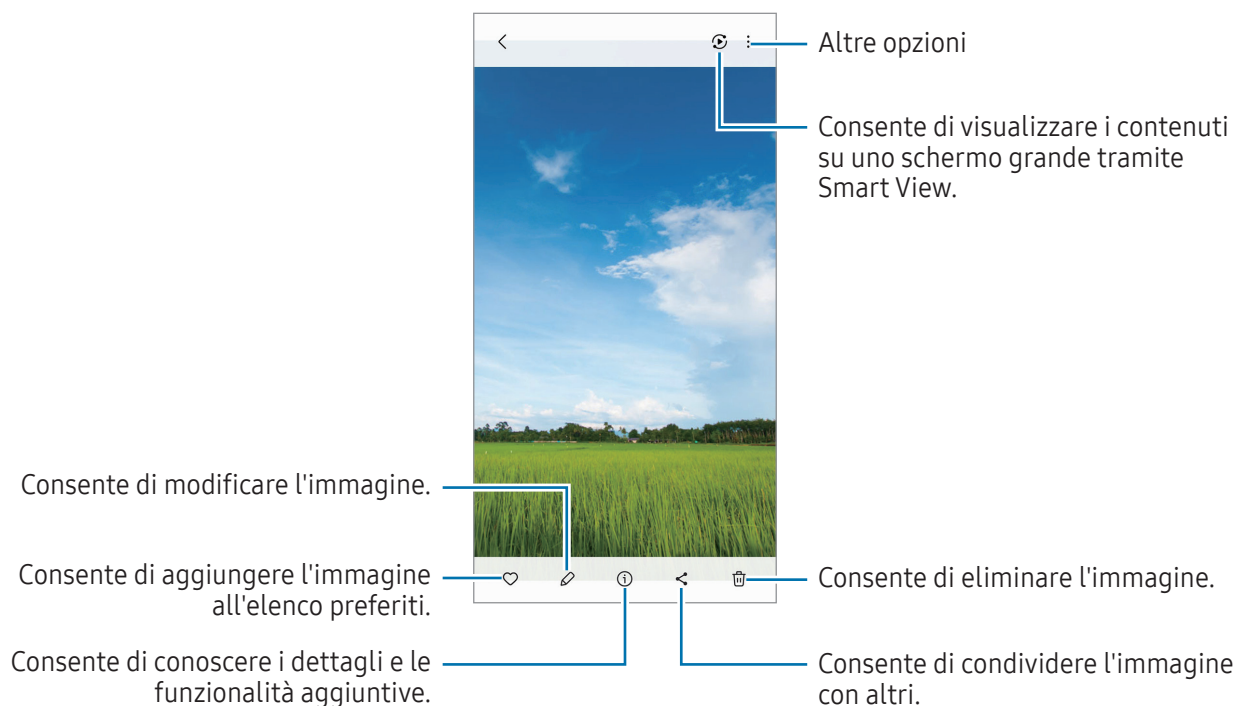 Altre opzioni
Consente di visualizzare i contenuti
su uno schermo grande tramite
Smart View.
Consente di modificare l'immagine.
Consente di aggiungere l'immagine
all'elenco preferiti.
Consente di eliminare l'immagine.
Consente di conoscere i dettagli e le
funzionalità aggiuntive.
Consente di condividere l'immagine
con altri.